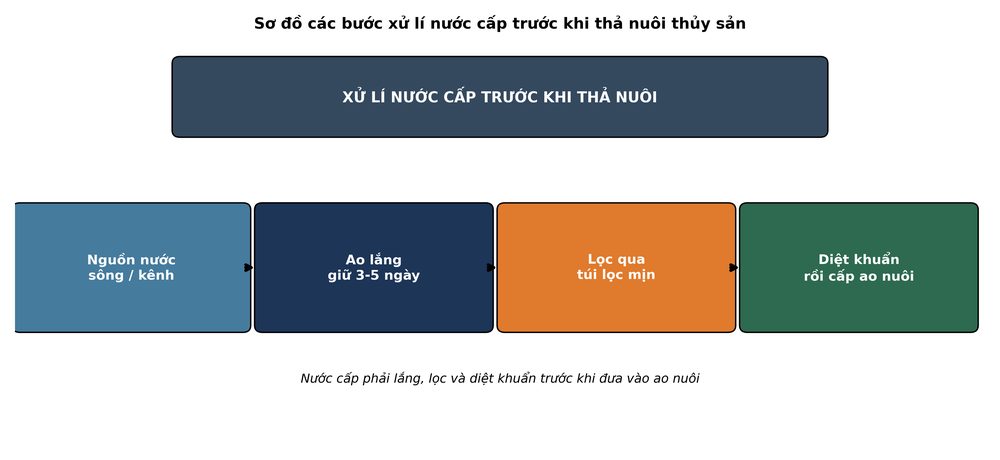 Sơ đồ các bước xử lí nước cấp trước khi thả nuôi thủy sản
XỬ LÍ NƯỚC CẤP TRƯỚC KHI THẢ NUÔI
Nguồn nước
sông / kênh
Ao lắng
giữ 3-5 ngày
Lọc qua
túi lọc mịn
Diệt khuẩn
rồi cấp ao nuôi
Nước cấp phải lắng, lọc và diệt khuẩn trước khi đưa vào ao nuôi